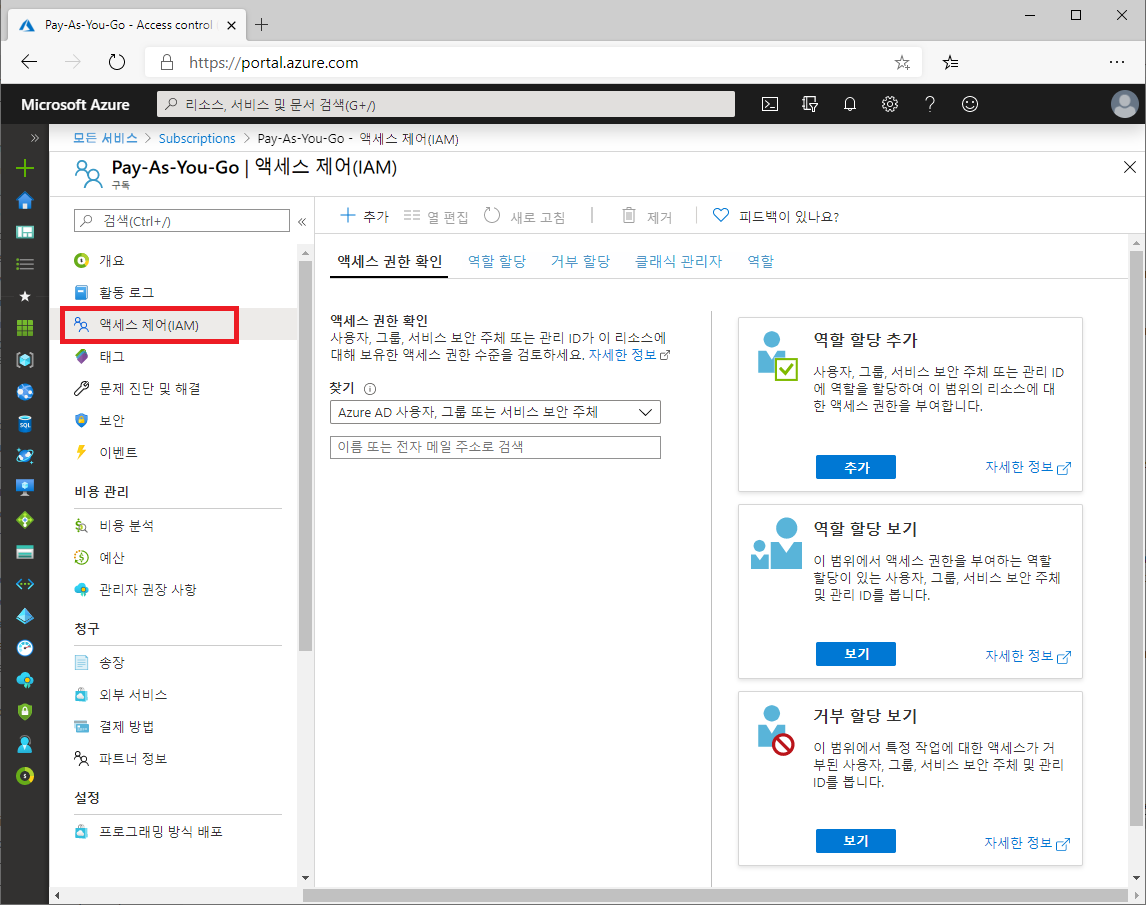 Pay-As-You-Go - Access control
https://portal.azure.com
Microsoft Azure
리소스, 서비스 및 문서 검색(G+/)
모든 서비스 > Subscriptions > Pay-As-You-Go - 액세스 제어(IAM)
Pay-As-You-Go | 액세스 제어(IAM)
구독
검색(Ctrl+/)
개요
활동 로그
액세스 제어(IAM)
태그
문제 진단 및 해결
보안
이벤트
비용 관리
비용 분석
예산
관리자 권장 사항
청구
송장
외부 서비스
결제 방법
파트너 정보
설정
프로그래밍 방식 배포
추가 열 편집 새로 고침 | 제거 | 피드백이 있나요?
액세스 권한 확인 역할 할당 거부 할당 클래식 관리자 역할
액세스 권한 확인
사용자, 그룹, 서비스 보안 주체 또는 관리 ID가 이 리소스에
대해 보유한 액세스 권한 수준을 검토하세요. 자세한 정보
찾기
Azure AD 사용자, 그룹 또는 서비스 보안 주체
이름 또는 전자 메일 주소로 검색
역할 할당 추가
사용자, 그룹, 서비스 보안 주체 또는 관리 ID
에 역할을 할당하여 이 범위의 리소스에 대
한 액세스 권한을 부여합니다.
추가 자세한 정보
역할 할당 보기
이 범위에서 액세스 권한을 부여하는 역할
할당이 있는 사용자, 그룹, 서비스 보안 주체
및 관리 ID를 봅니다.
보기 자세한 정보
거부 할당 보기
이 범위에서 특정 작업에 대한 액세스가 거
부된 사용자, 그룹, 서비스 보안 주체 및 관리
ID를 봅니다.
보기 자세한 정보